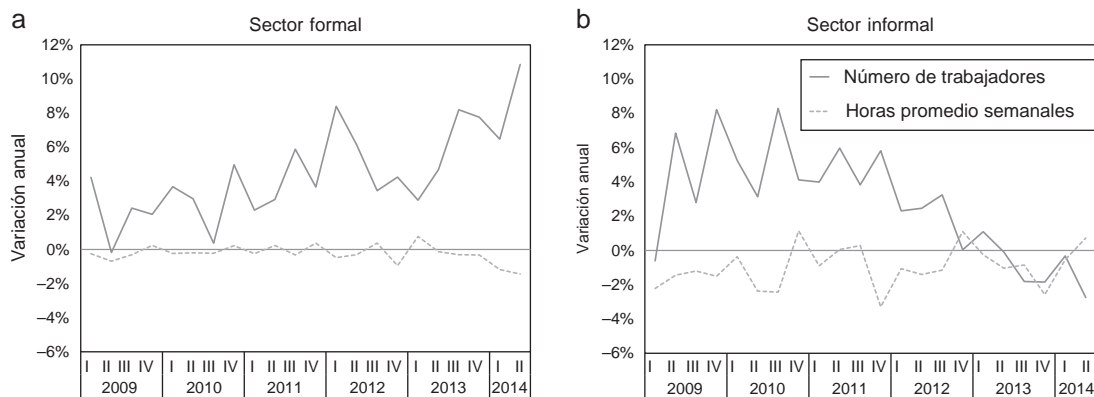 a
Sector formal
12%
10%
8%
6%
4%
2%
0%
–2%
–4%
–6%
Variación anual
I II III IV I II III IV I II III IV I II III IV I II III IV I II
2009 2010 2011 2012 2013 2014
b
Sector informal
12%
10%
8%
6%
4%
2%
0%
–2%
–4%
–6%
Variación anual
Número de trabajadores
Horas promedio semanales
I II III IV I II III IV I II III IV I II III IV I II III IV I II
2009 2010 2011 2012 2013 2014